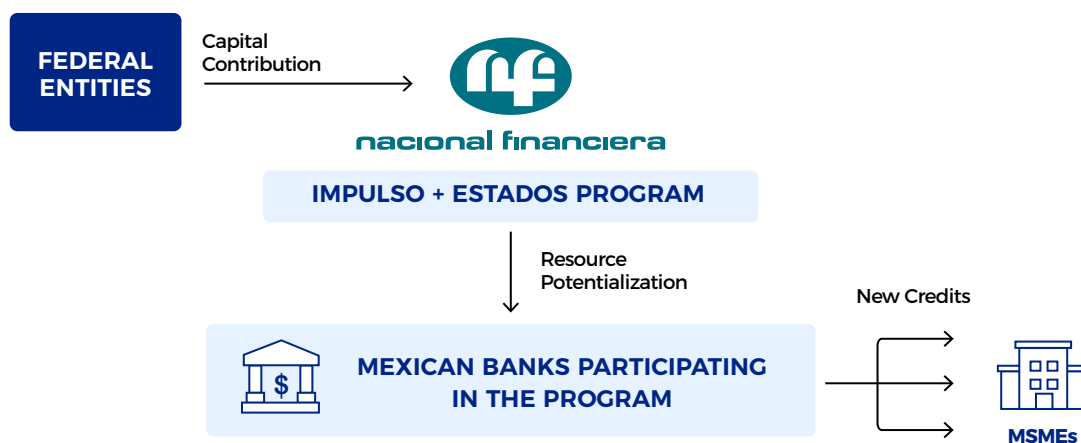 FEDERAL
ENTITIES
Capital
Contribution
nf
nacional financiera
IMPULSO + ESTADOS PROGRAM
Resource
Potentialization
New Credits
$
MEXICAN BANKS PARTICIPATING
IN THE PROGRAM
MSMEs